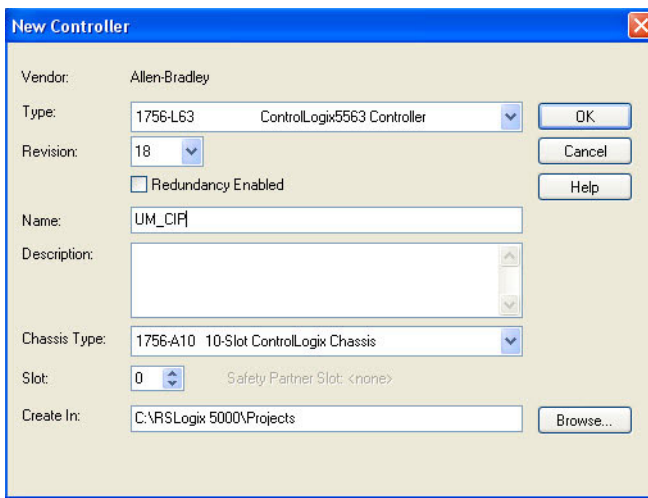 New Controller
Vendor: Allen-Bradley
Type: 1756-L63 ControlLogix5563 Controller OK
Revision: 18 Cancel
Redundancy Enabled Help
Name: UM_CIP
Description:
Chassis Type: 1756-A10 10-Slot ControlLogix Chassis
Slot: 0 Safety Partner Slot: <none>
Create In: C:\RSLogix 5000\Projects Browse...